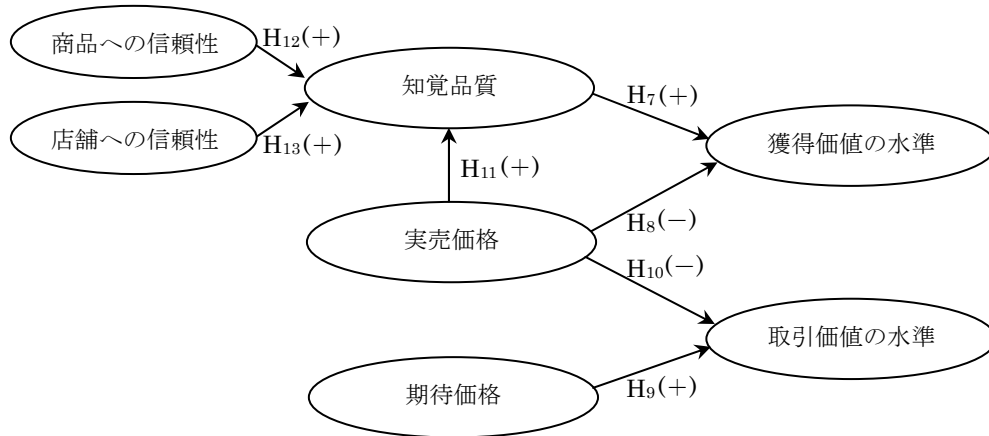 商品への信頼性
H₁₂(+)
知覚品質
H₇(+)
店舗への信頼性
H₁₃(+)
獲得価値の水準
H₁₁(+)
H₈(−)
実売価格
H₁₀(−)
取引価値の水準
期待価格
H₉(+)